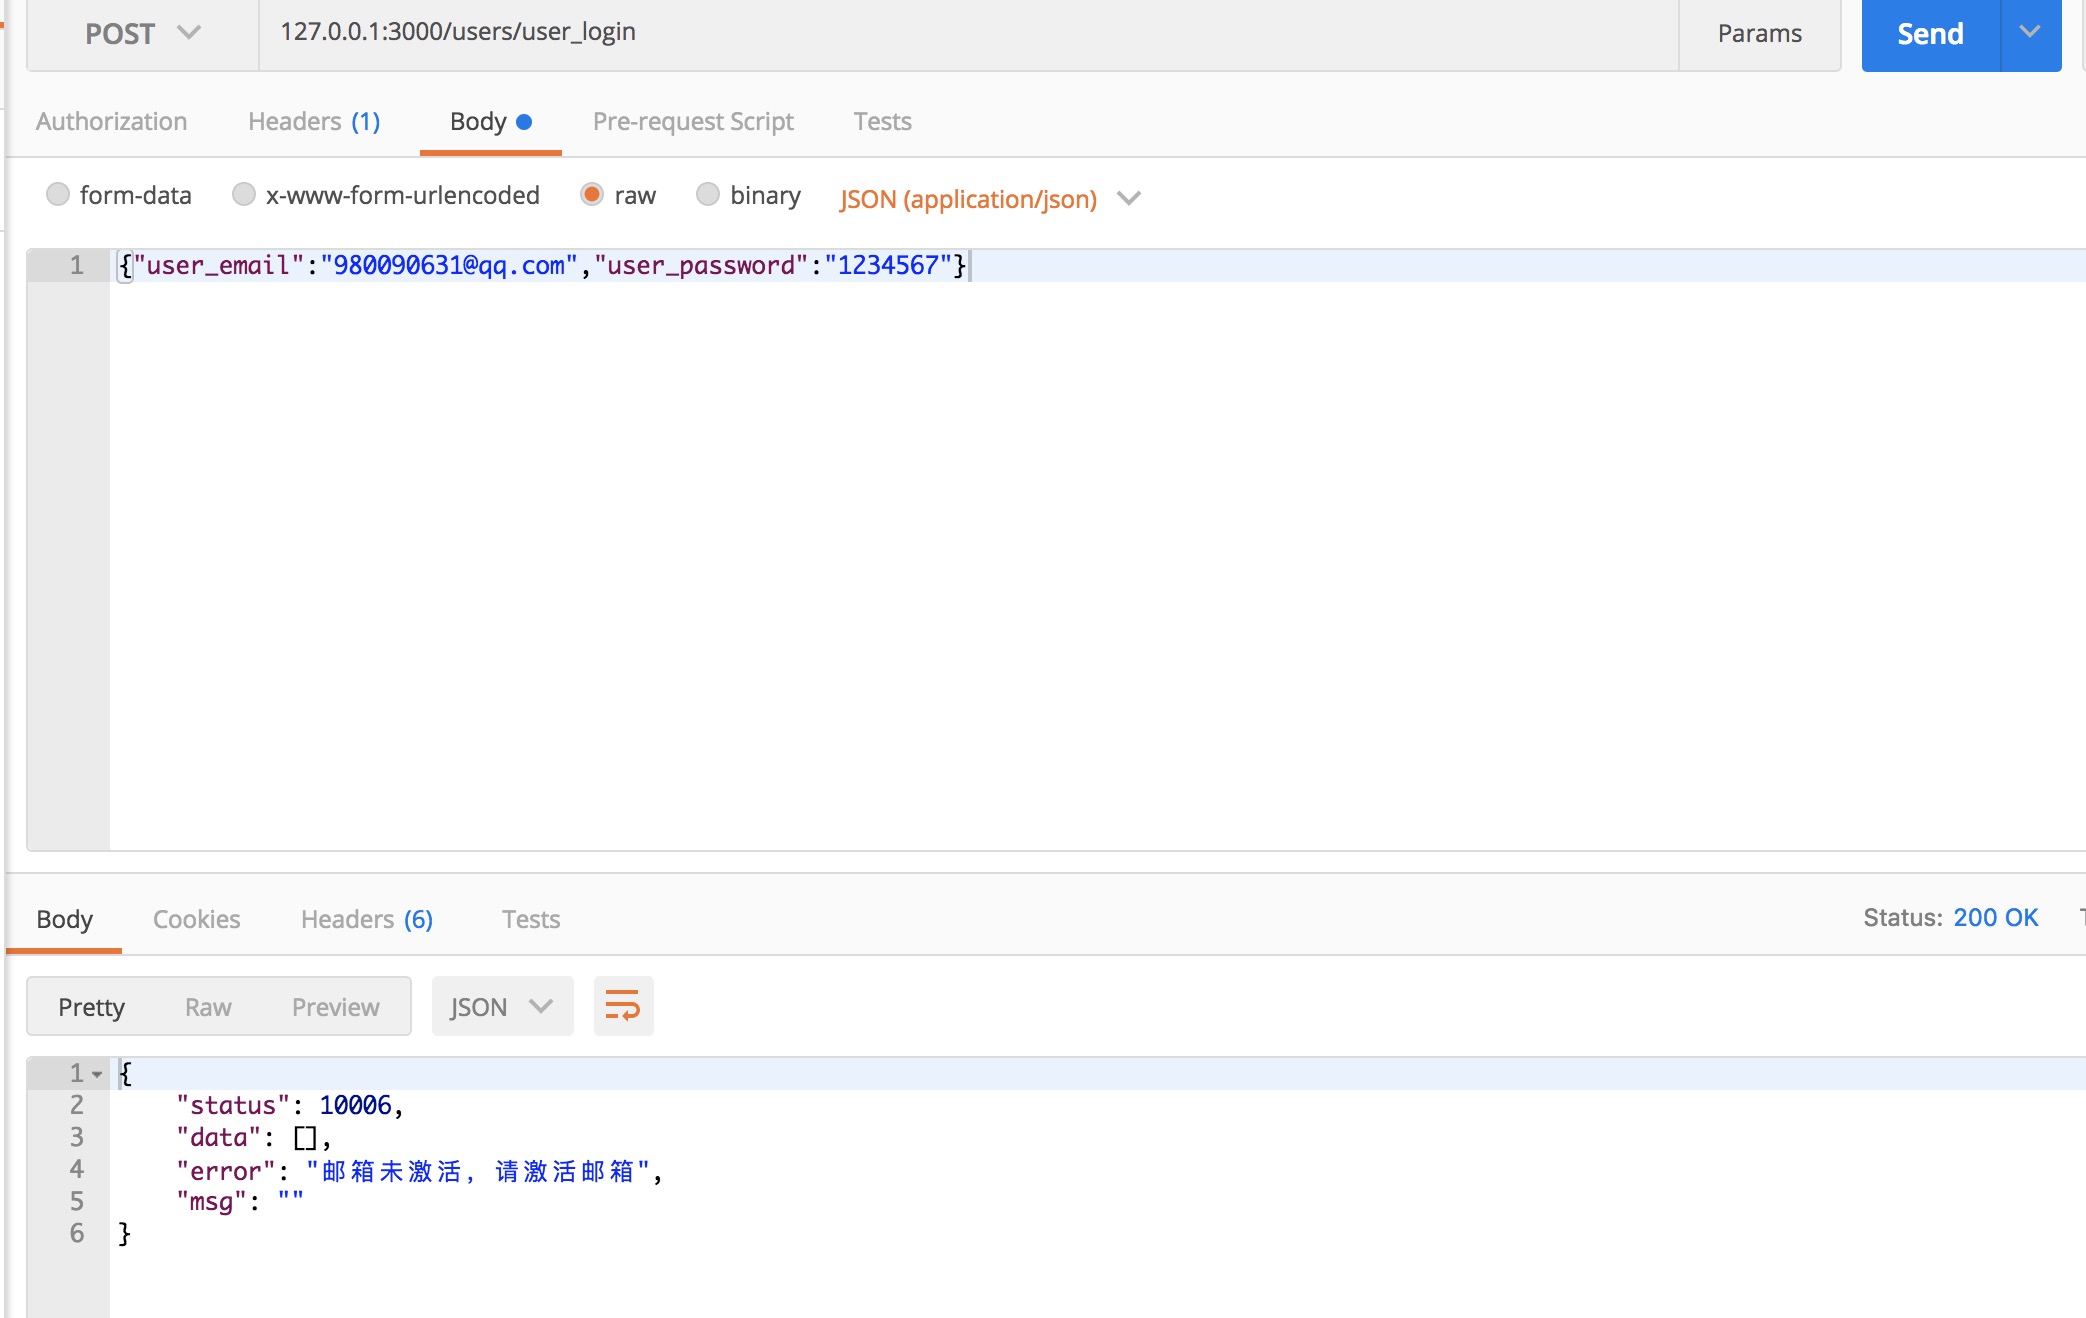 POST 127.0.0.1:3000/users/user_login Params Send
Authorization Headers (1) Body Pre-request Script Tests
form-data x-www-form-urlencoded raw binary JSON (application/json)
1 {"user_email":"980090631@qq.com","user_password":"1234567"}
Body Cookies Headers (6) Tests Status: 200 OK
Pretty Raw Preview JSON
1 {
2 "status": 10006,
3 "data": [],
4 "error": "邮箱未激活，请激活邮箱",
5 "msg": ""
6 }